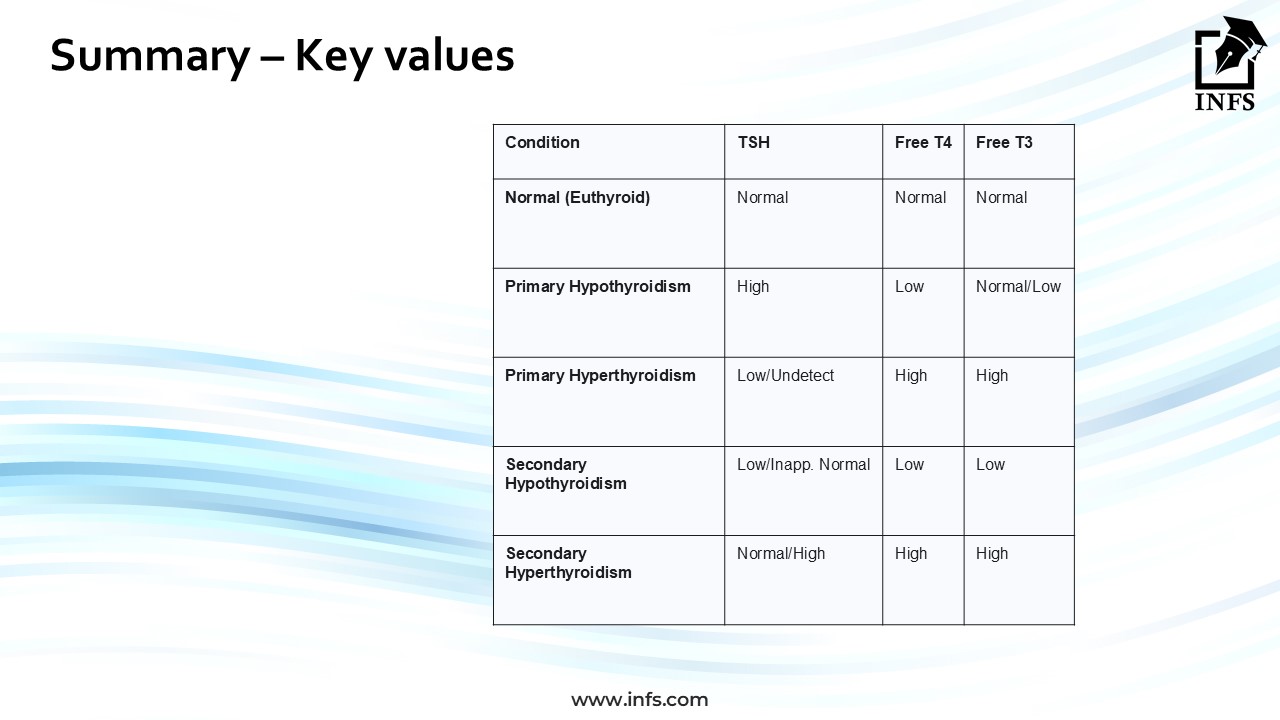 Summary – Key values
INFS
Condition TSH Free T4 Free T3
Normal (Euthyroid) Normal Normal Normal
Primary Hypothyroidism High Low Normal/Low
Primary Hyperthyroidism Low/Undetect High High
Secondary Low/Inapp. Normal Low Low
Hypothyroidism
Secondary Normal/High High High
Hyperthyroidism
www.infs.com